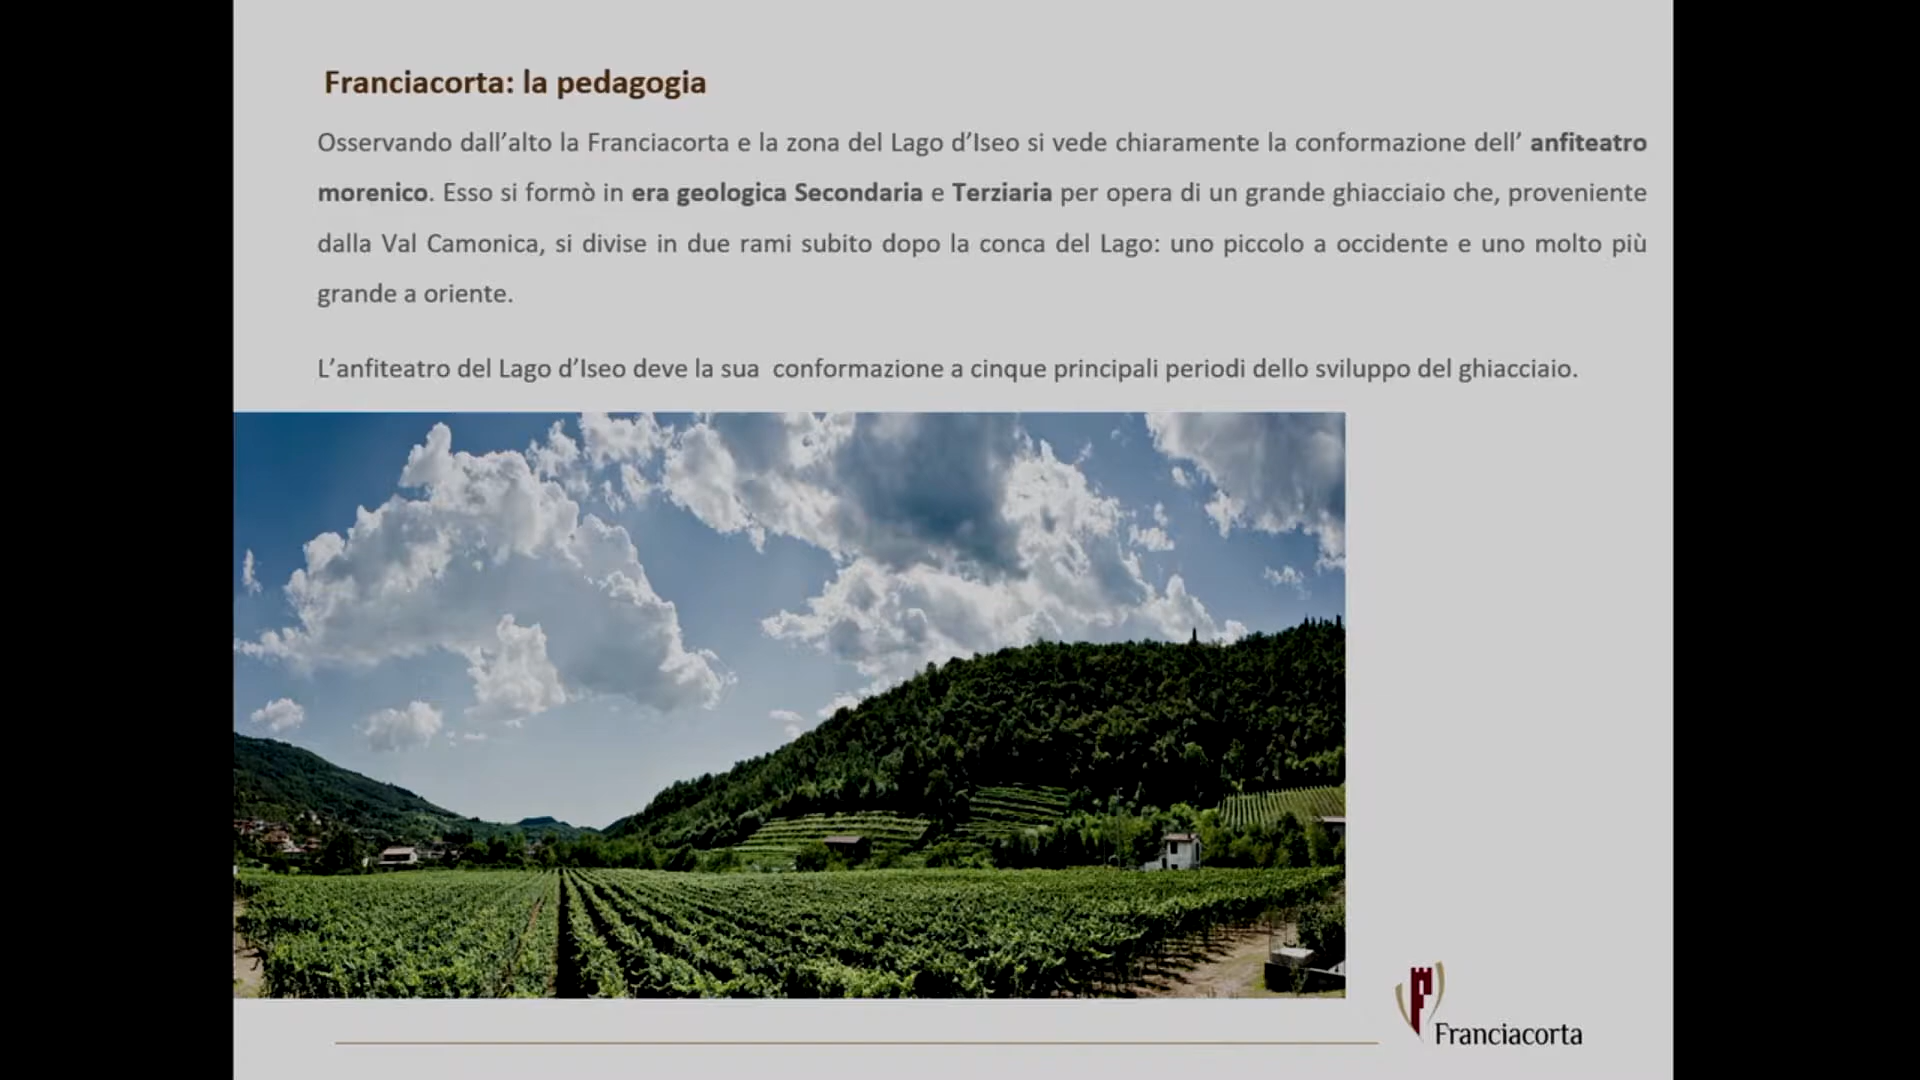 Franciacorta: la pedagogia
Osservando dall’alto la Franciacorta e la zona del Lago d’Iseo si vede chiaramente la conformazione dell’ anfiteatro
morenico. Esso si formò in era geologica Secondaria e Terziaria per opera di un grande ghiacciaio che, proveniente
dalla Val Camonica, si divise in due rami subito dopo la conca del Lago: uno piccolo a occidente e uno molto più
grande a oriente.
L’anfiteatro del Lago d’Iseo deve la sua  conformazione a cinque principali periodi dello sviluppo del ghiacciaio.
Franciacorta